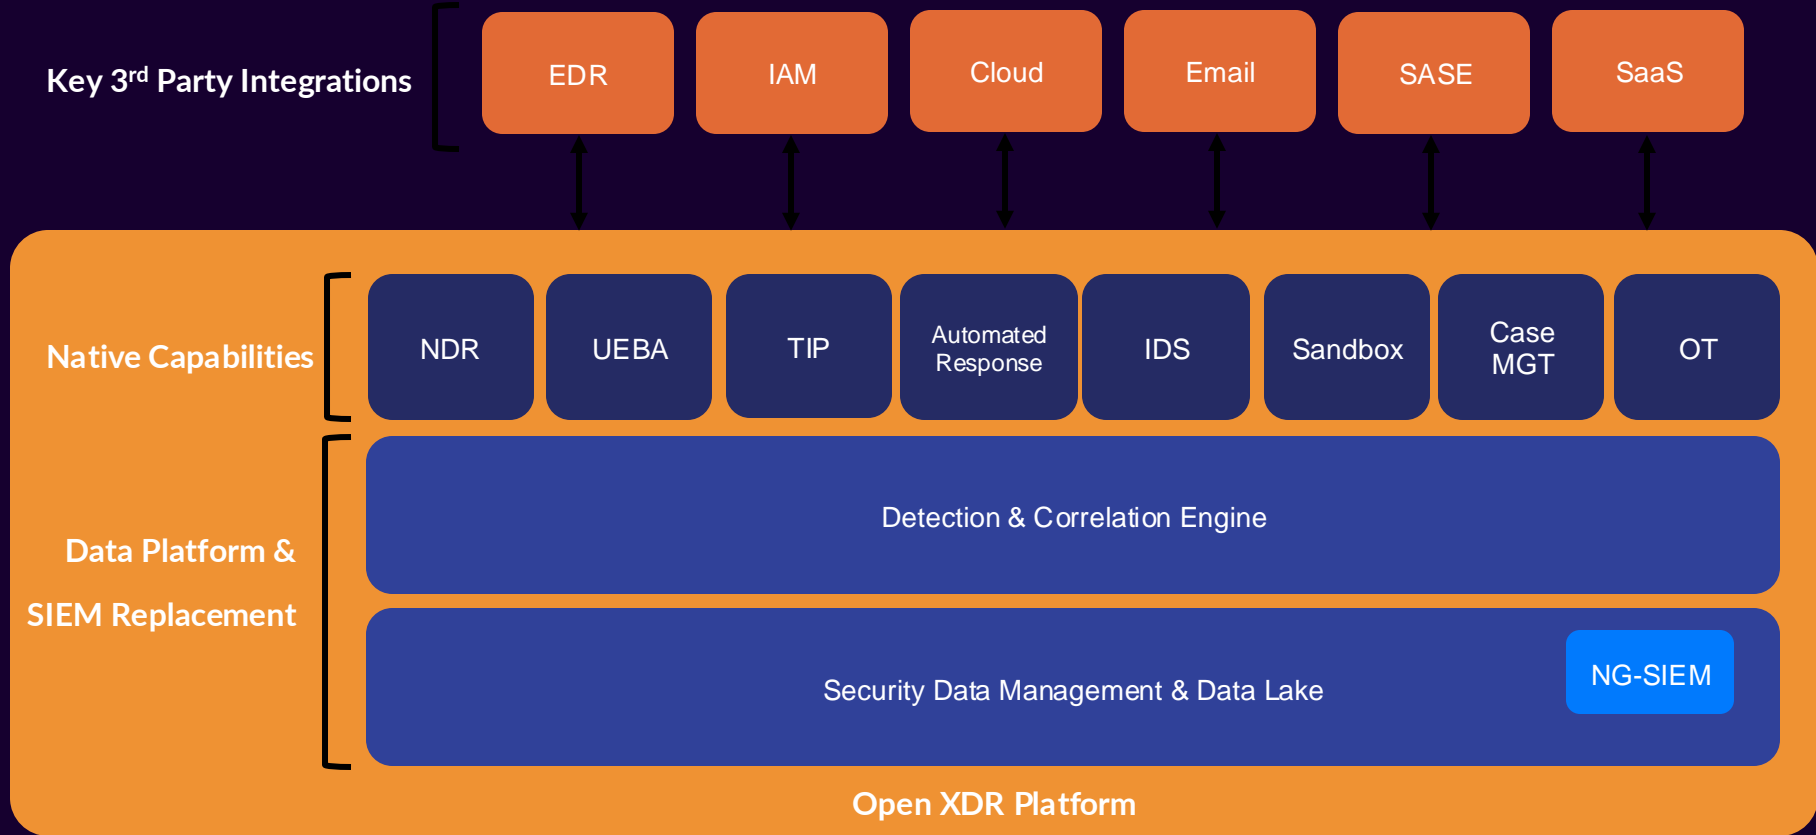 Key 3rd Party Integrations
EDR
IAM
Cloud
Email
SASE
SaaS
Native Capabilities
NDR
UEBA
TIP
Automated
Response
IDS
Sandbox
Case
MGT
OT
Data Platform &
SIEM Replacement
Detection & Correlation Engine
Security Data Management & Data Lake
NG-SIEM
Open XDR Platform